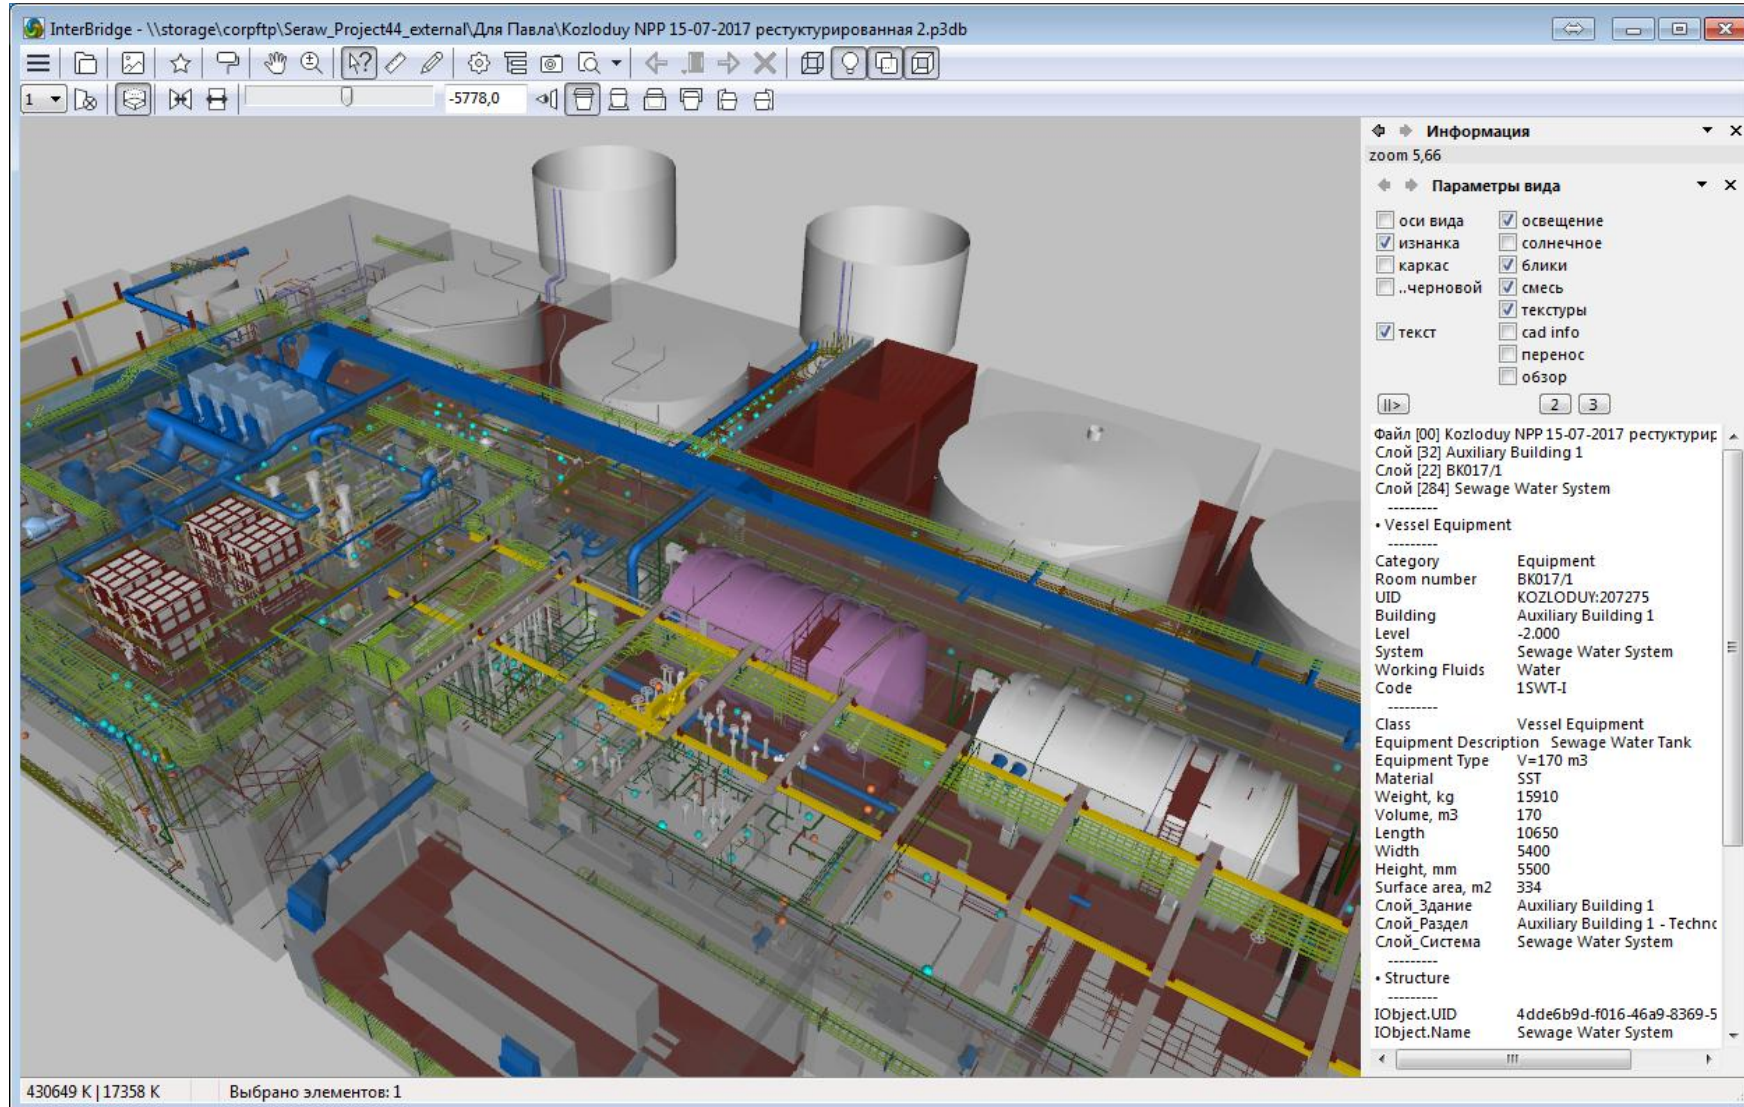 InterBridge - \\storage\corpftp\Seraw_Project44_external\Для Павла\Kozloduy NPP 15-07-2017 рестуктурированная 2.p3db
1
-5778,0
Информация
zoom 5,66
Параметры вида
оси вида освещение
изнанка солнечное
каркас блики
..черновой смесь
текстуры
текст cad info
перенос
обзор
||> 2 3
Файл [00] Kozloduy NPP 15-07-2017 рестуктурир
Слой [32] Auxiliary Building 1
Слой [22] BK017/1
Слой [284] Sewage Water System
---------
• Vessel Equipment
---------
Category Equipment
Room number BK017/1
UID KOZLODUY:207275
Building Auxiliary Building 1
Level -2.000
System Sewage Water System
Working Fluids Water
Code 1SWT-I
---------
Class Vessel Equipment
Equipment Description Sewage Water Tank
Equipment Type V=170 m3
Material SST
Weight, kg 15910
Volume, m3 170
Length 10650
Width 5400
Height, mm 5500
Surface area, m2 334
Слой_Здание Auxiliary Building 1
Слой_Раздел Auxiliary Building 1 - Techno
Слой_Система Sewage Water System
---------
• Structure
---------
IObject.UID 4dde6b9d-f016-46a9-8369-5
IObject.Name Sewage Water System
430649 K | 17358 K Выбрано элементов: 1